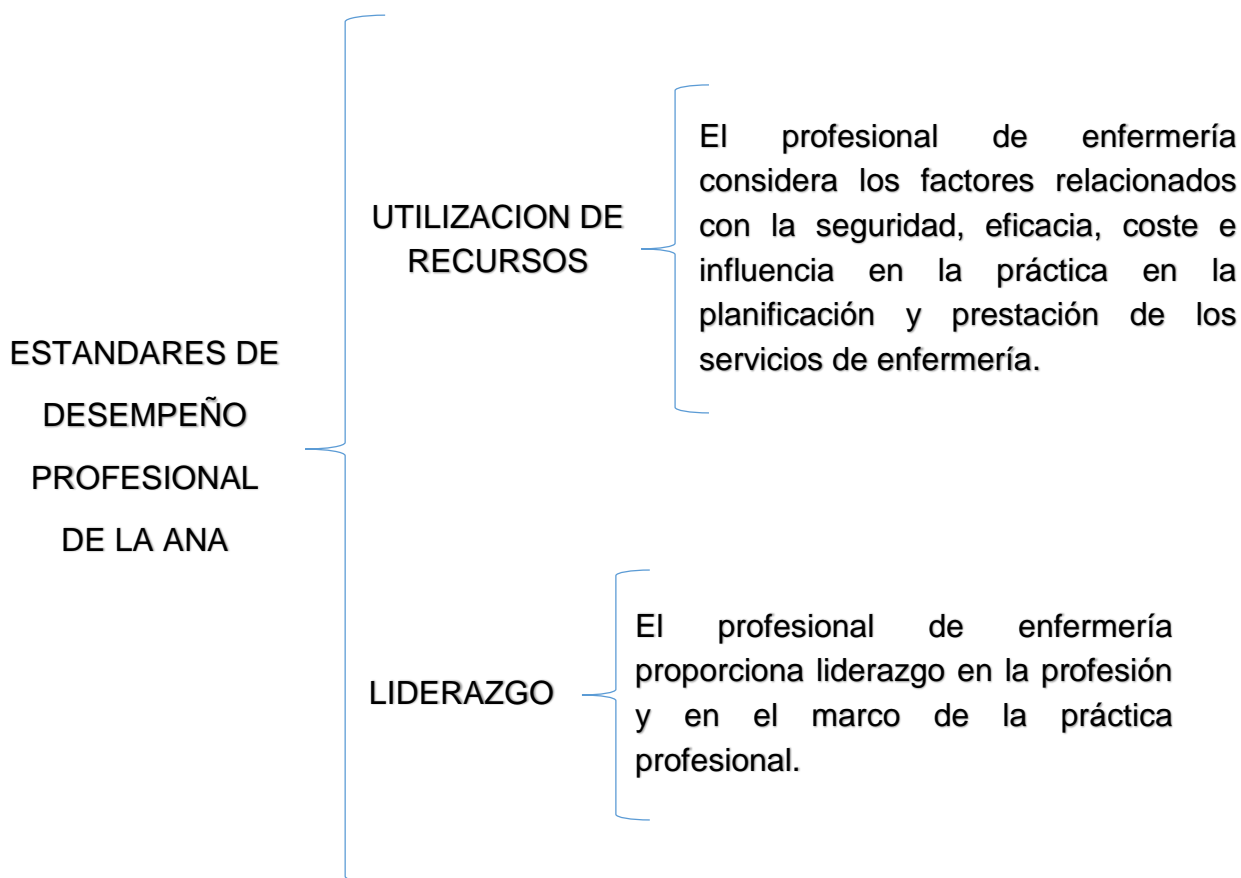 ESTANDARES DE
DESEMPEÑO
PROFESIONAL
DE LA ANA
UTILIZACION DE
RECURSOS
El profesional de enfermería
considera los factores relacionados
con la seguridad, eficacia, coste e
influencia en la práctica en la
planificación y prestación de los
servicios de enfermería.
LIDERAZGO
El profesional de enfermería
proporciona liderazgo en la profesión
y en el marco de la práctica
profesional.